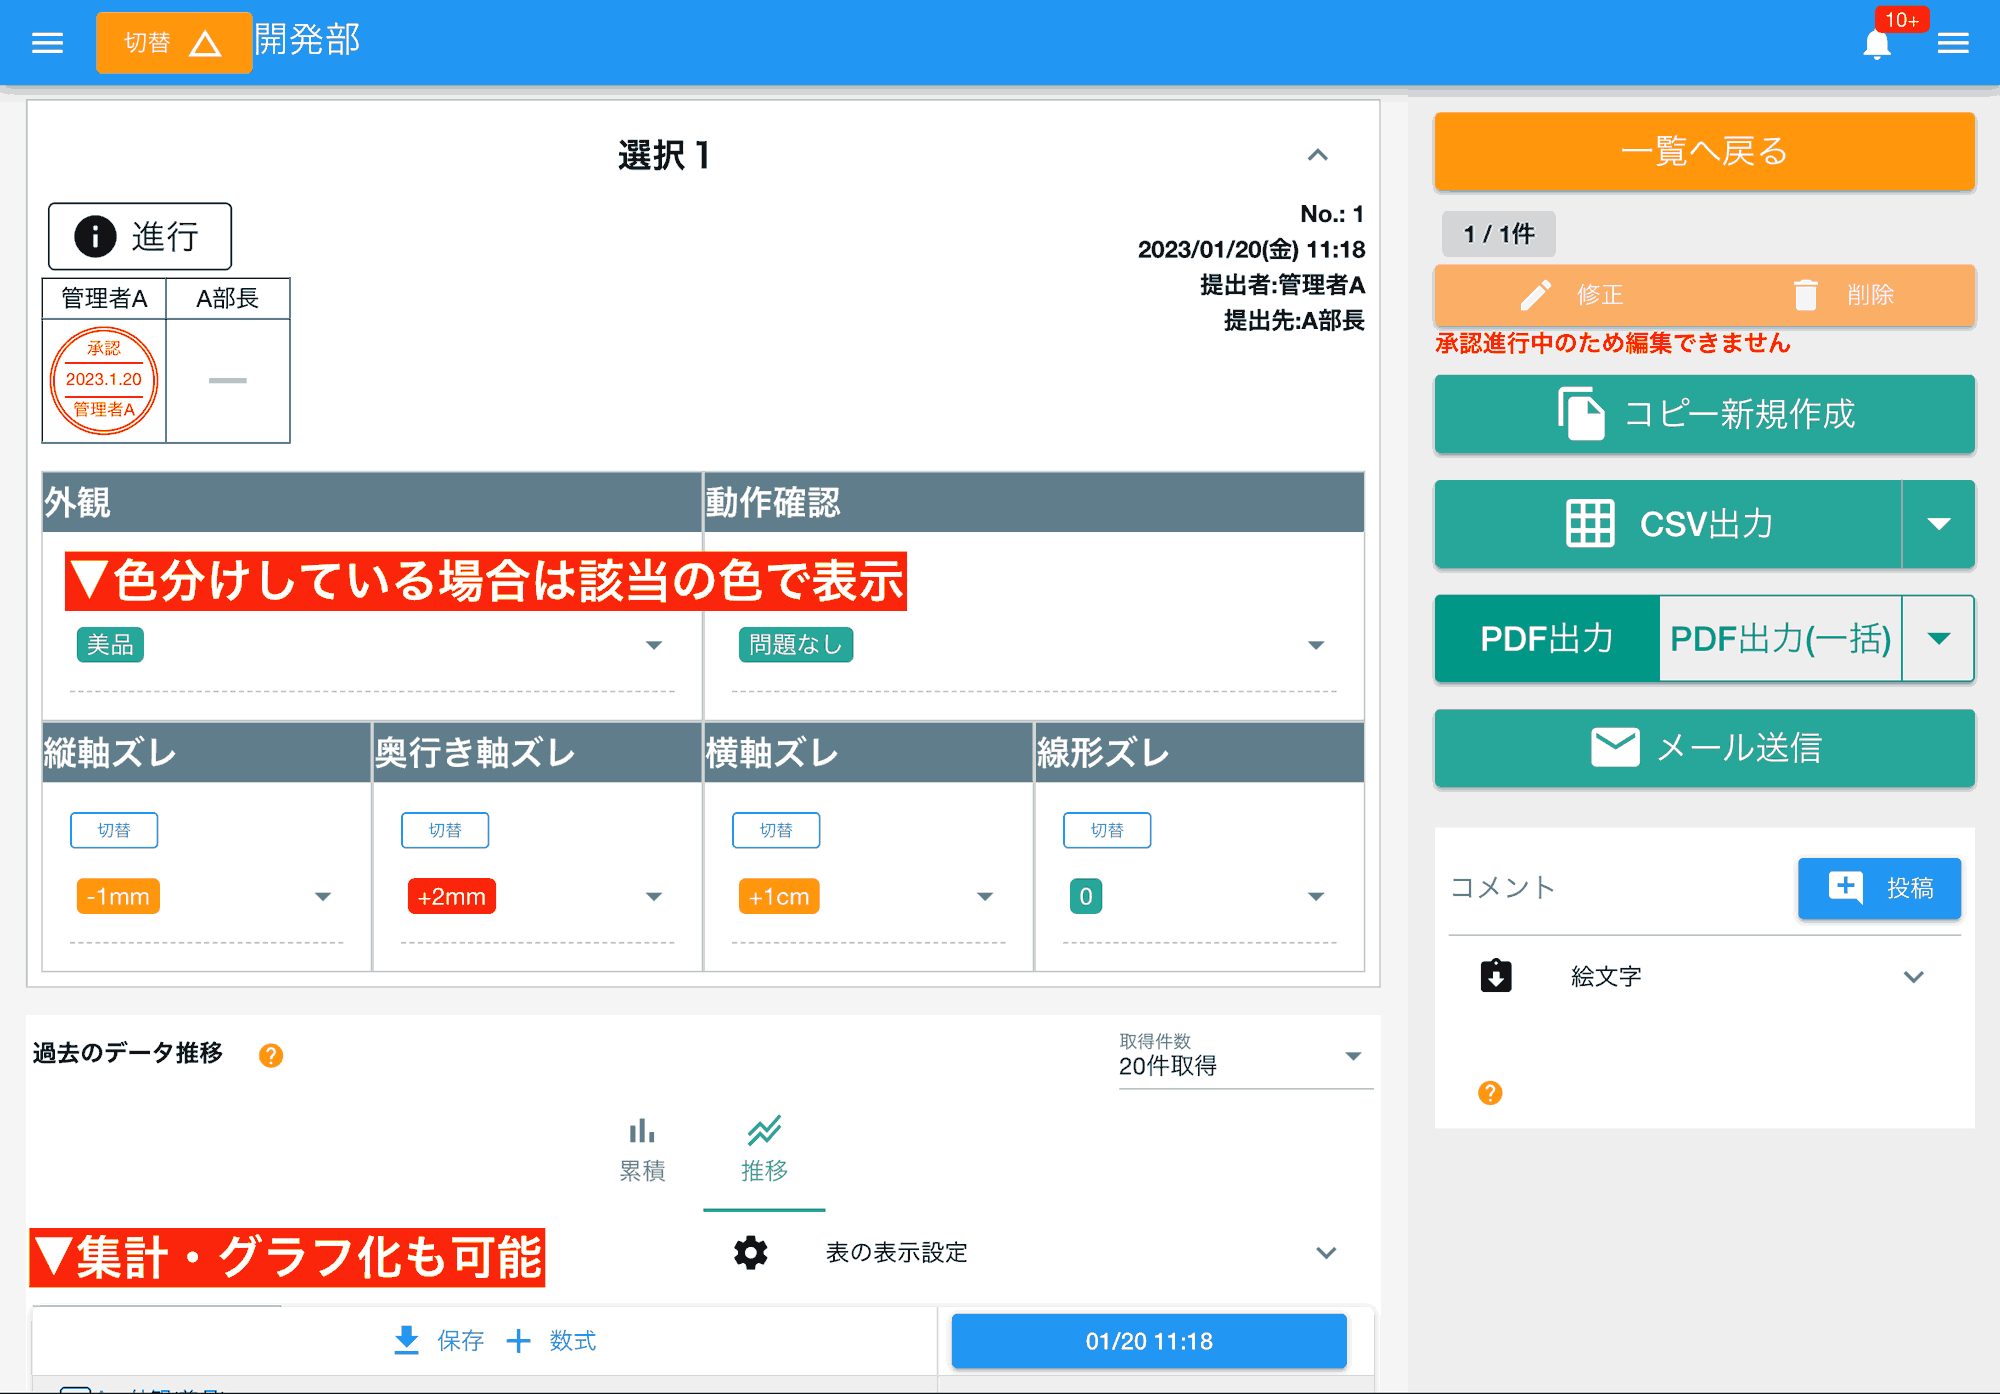 切替 開発部
10+
選択 1
進行
No.: 1
2023/01/20(金) 11:18
提出者:管理者A
提出先:A部長
管理者A A部長
承認
2023.1.20
管理者A
外観 動作確認
▼色分けしている場合は該当の色で表示
美品 問題なし
縦軸ズレ 奥行き軸ズレ 横軸ズレ 線形ズレ
切替 切替 切替 切替
-1mm +2mm +1cm 0
過去のデータ推移
取得件数
20件取得
累積 推移
▼集計・グラフ化も可能
表の表示設定
保存 数式
01/20 11:18
一覧へ戻る
1 / 1件
修正 削除
承認進行中のため編集できません
コピー新規作成
CSV出力
PDF出力 PDF出力(一括)
メール送信
コメント
投稿
絵文字